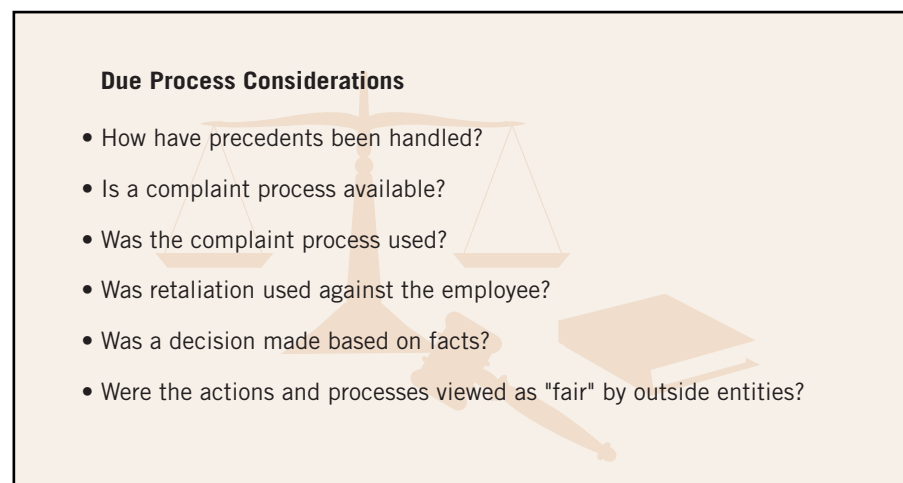 Due Process Considerations
• How have precedents been handled?
• Is a complaint process available?
• Was the complaint process used?
• Was retaliation used against the employee?
• Was a decision made based on facts?
• Were the actions and processes viewed as "fair" by outside entities?